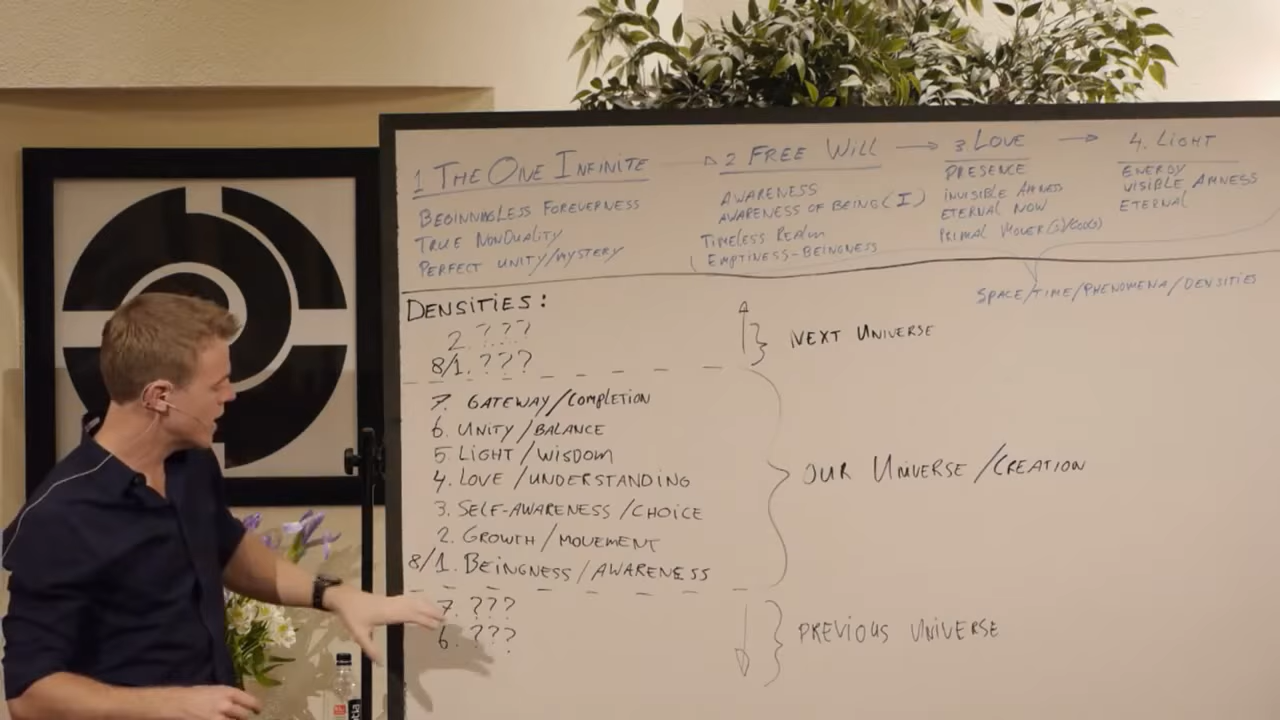 1 THE ONE INFINITE
BEGINNINGLESS FOREVERNESS
TRUE NONDUALITY
PERFECT UNITY/MYSTERY
2 FREE WILL
AWARENESS
AWARENESS OF BEING (I)
TIMELESS REALM
EMPTINESS-BEINGNESS
3 LOVE
PRESENCE
INVISIBLE AMNESS
ETERNAL NOW
PRIMAL MOVER
4. LIGHT
ENERGY
VISIBLE AMNESS
ETERNAL
SPACE/TIME/PHENOMENA/DENSITIES
DENSITIES:
2. ???
8/1. ???
NEXT UNIVERSE
7. GATEWAY/COMPLETION
6. UNITY/BALANCE
5. LIGHT/WISDOM
4. LOVE/UNDERSTANDING
3. SELF-AWARENESS/CHOICE
2. GROWTH/MOVEMENT
8/1. BEINGNESS/AWARENESS
OUR UNIVERSE/CREATION
7. ???
6. ???
PREVIOUS UNIVERSE